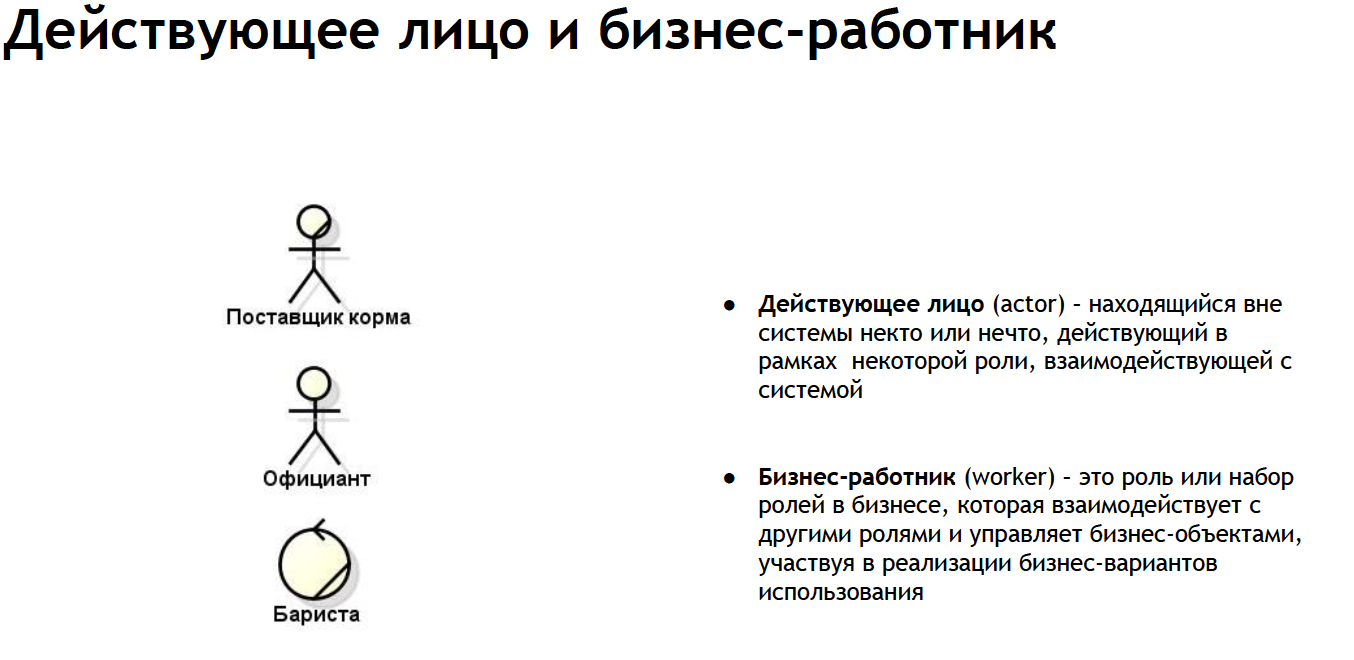 Действующее лицо и бизнес-работник
Поставщик корма
Официант
Бариста
● Действующее лицо (actor) – находящийся вне
системы некто или нечто, действующий в
рамках некоторой роли, взаимодействующей с
системой
● Бизнес-работник (worker) – это роль или набор
ролей в бизнесе, которая взаимодействует с
другими ролями и управляет бизнес-объектами,
участвуя в реализации бизнес-вариантов
использования